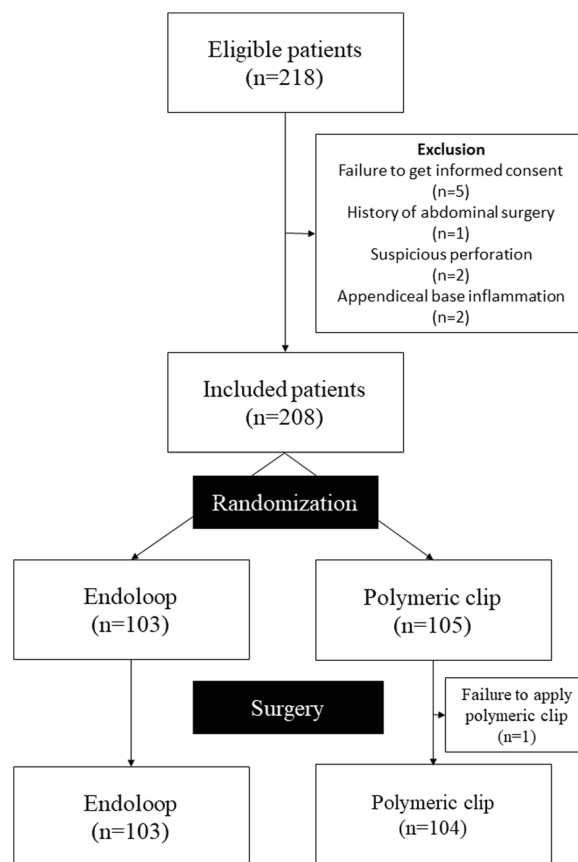 Eligible patients
(n=218)
Exclusion
Failure to get informed consent
(n=5)
History of abdominal surgery
(n=1)
Suspicious perforation
(n=2)
Appendiceal base inflammation
(n=2)
Included patients
(n=208)
Randomization
Endoloop
(n=103)
Polymeric clip
(n=105)
Surgery
Failure to apply
polymeric clip
(n=1)
Endoloop
(n=103)
Polymeric clip
(n=104)